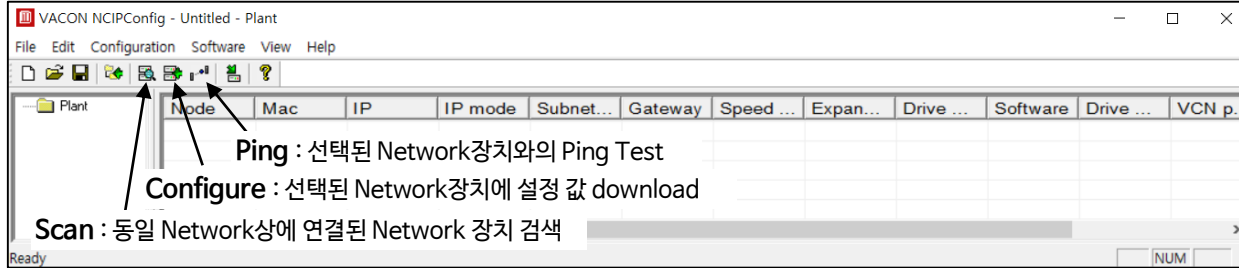 VACON NCIPConfig - Untitled - Plant
File Edit Configuration Software View Help
Plant
Node Mac IP IP mode Subnet... Gateway Speed ... Expan... Drive ... Software Drive ... VCN p.
Ping : 선택된 Network장치와의 Ping Test
Configure : 선택된 Network장치에 설정 값 download
Scan : 동일 Network상에 연결된 Network 장치 검색
Ready NUM